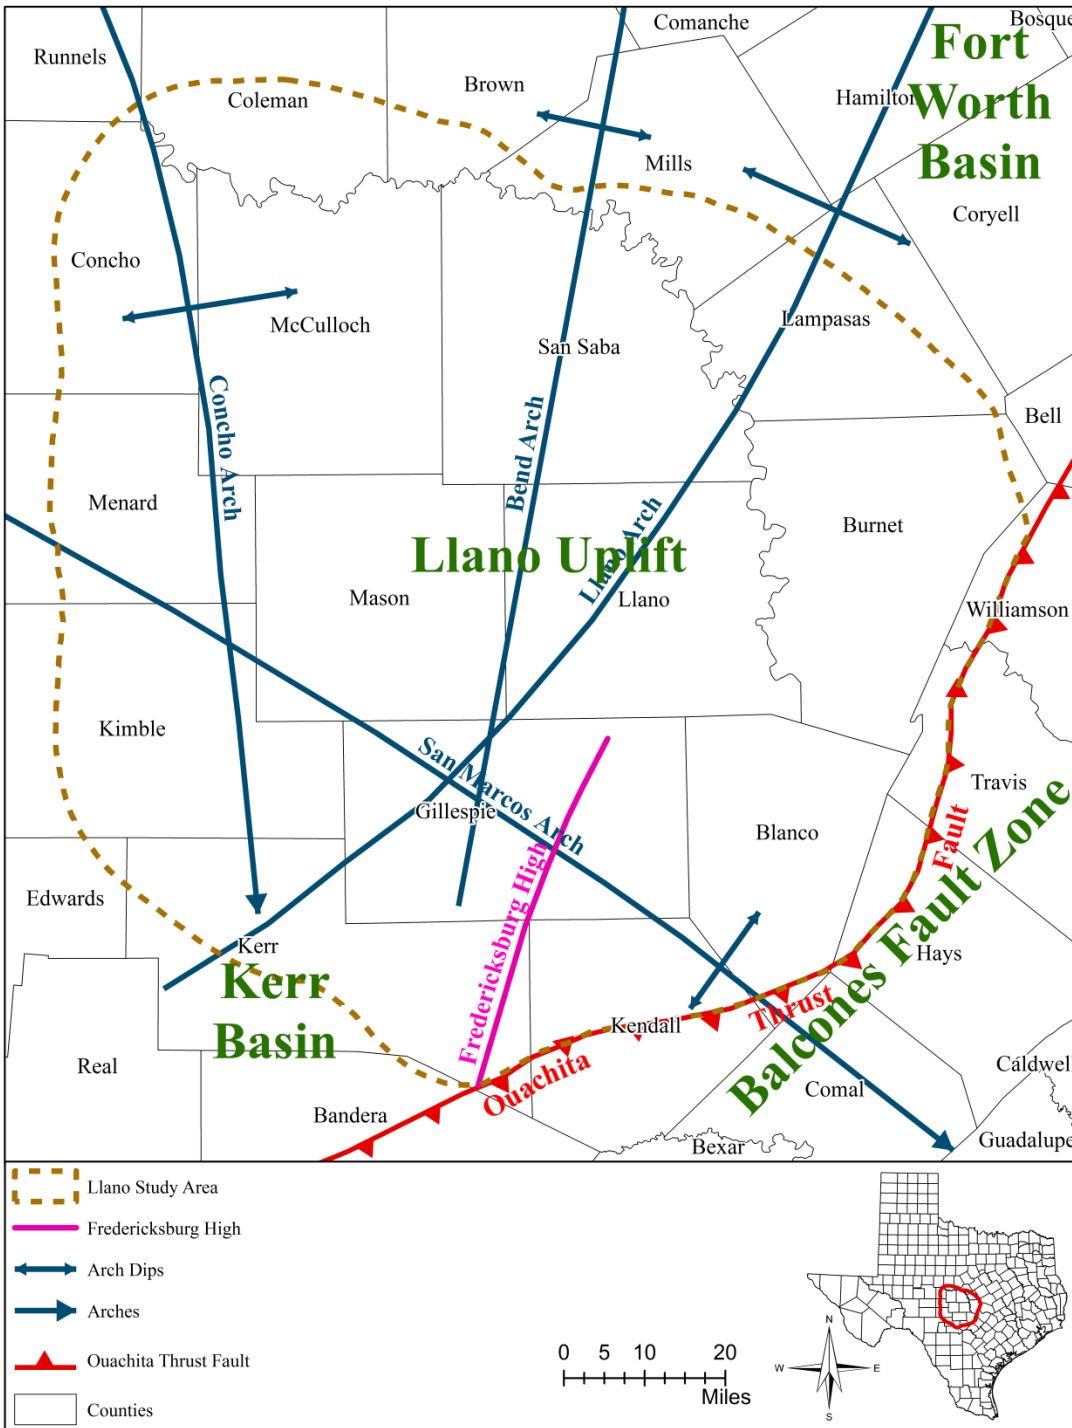 Comanche
Bosque
Runnels
Fort
Worth
Basin
Brown
Coleman
Hamilton
Mills
Coryell
Concho
McCulloch
Lampasas
San Saba
Concho Arch
Bend Arch
Bell
Menard
Llano Arch
Burnet
Llano Uplift
Mason
Llano
Williamson
Kimble
San Marcos Arch
Travis
Gillespie
Blanco
Fault
Edwards
Fredericksburg High
Kerr
Hays
Kerr
Basin
Balcones Fault Zone
Thrust
Kendall
Real
Ouachita
Caldwell
Comal
Bandera
Bexar
Guadalupe
Llano Study Area
Fredericksburg High
Arch Dips
Arches
Ouachita Thrust Fault
Counties
0 5 10 20
Miles
N
W E
S